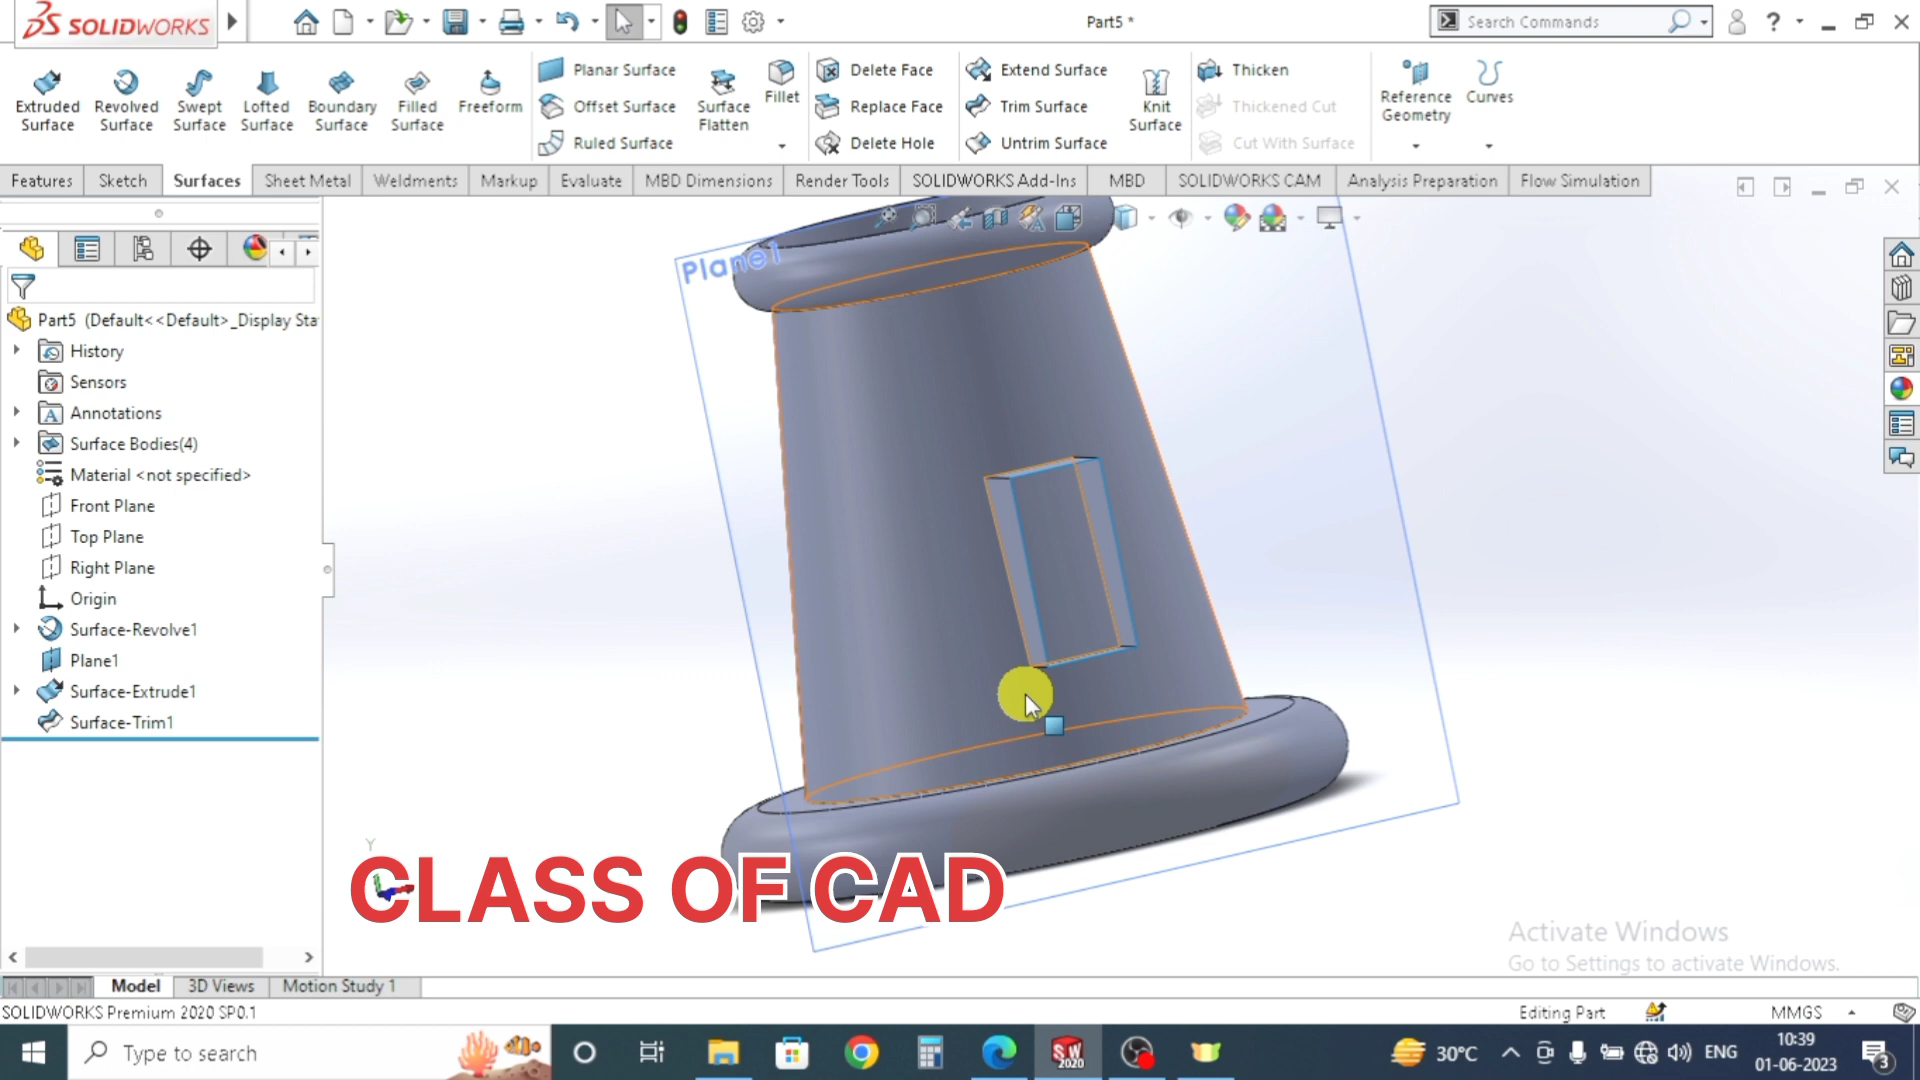 SOLIDWORKS
Part5 *
Search Commands
Extruded Surface
Revolved Surface
Swept Surface
Lofted Surface
Boundary Surface
Filled Surface
Freeform
Planar Surface
Offset Surface
Ruled Surface
Surface Flatten
Fillet
Delete Face
Replace Face
Delete Hole
Extend Surface
Trim Surface
Untrim Surface
Knit Surface
Thicken
Thickened Cut
Cut With Surface
Reference Geometry
Curves
Features
Sketch
Surfaces
Sheet Metal
Weldments
Markup
Evaluate
MBD Dimensions
Render Tools
SOLIDWORKS Add-Ins
MBD
SOLIDWORKS CAM
Analysis Preparation
Flow Simulation
Part5 (Default<<Default>_Display Sta
History
Sensors
Annotations
Surface Bodies(4)
Material <not specified>
Front Plane
Top Plane
Right Plane
Origin
Surface-Revolve1
Plane1
Surface-Extrude1
Surface-Trim1
Plane1
Y
CLASS OF CAD
Activate Windows
Go to Settings to activate Windows.
Model
3D Views
Motion Study 1
SOLIDWORKS Premium 2020 SP0.1
Editing Part
MMGS
Type to search
SW
2020
30°C
ENG
10:39
01-06-2023
3